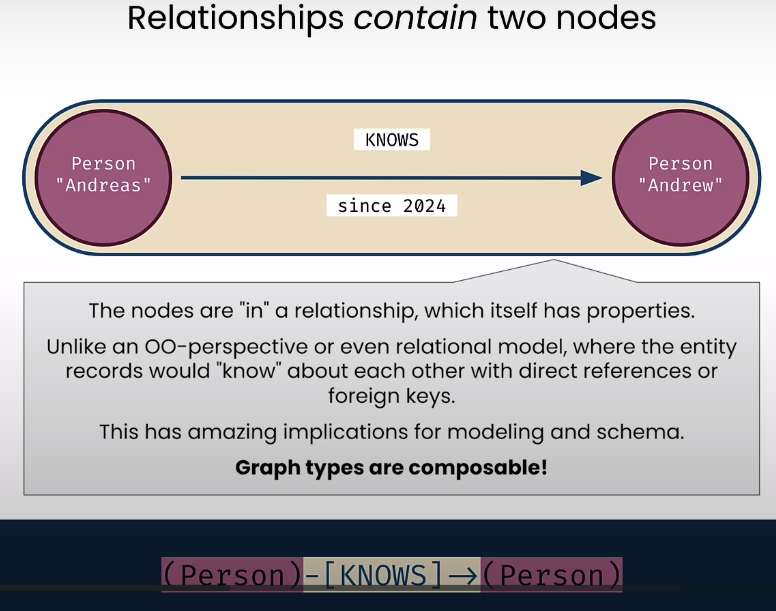 Relationships contain two nodes
Person
"Andreas"
KNOWS
since 2024
Person
"Andrew"
The nodes are "in" a relationship, which itself has properties.
Unlike an OO-perspective or even relational model, where the entity
records would "know" about each other with direct references or
foreign keys.
This has amazing implications for modeling and schema.
Graph types are composable!
(Person)-[KNOWS]→(Person)